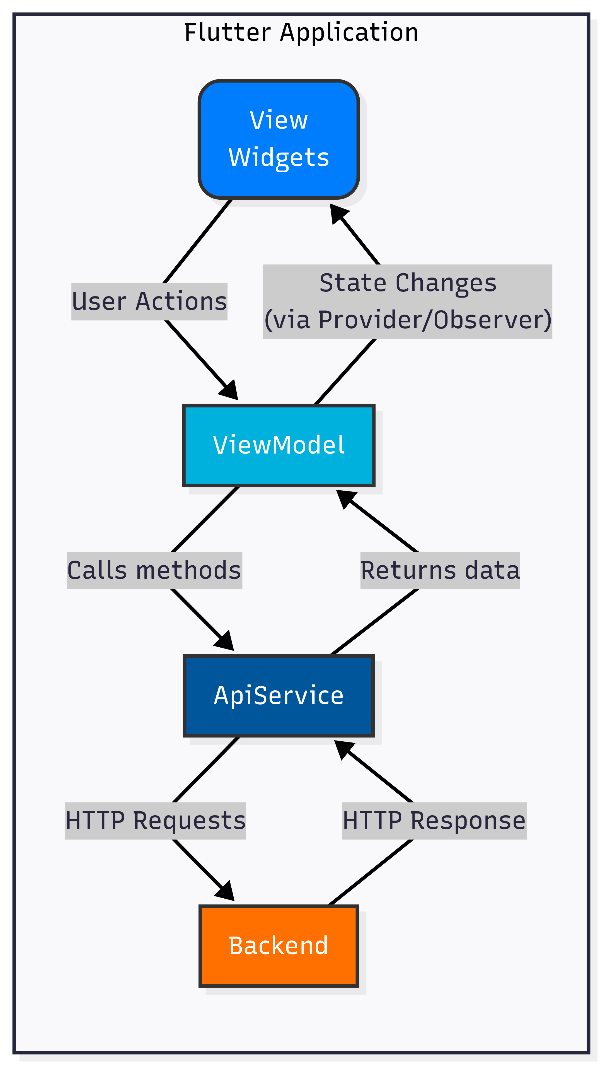 Flutter Application
View
Widgets
User Actions
State Changes
(via Provider/Observer)
ViewModel
Calls methods
Returns data
ApiService
HTTP Requests
HTTP Response
Backend